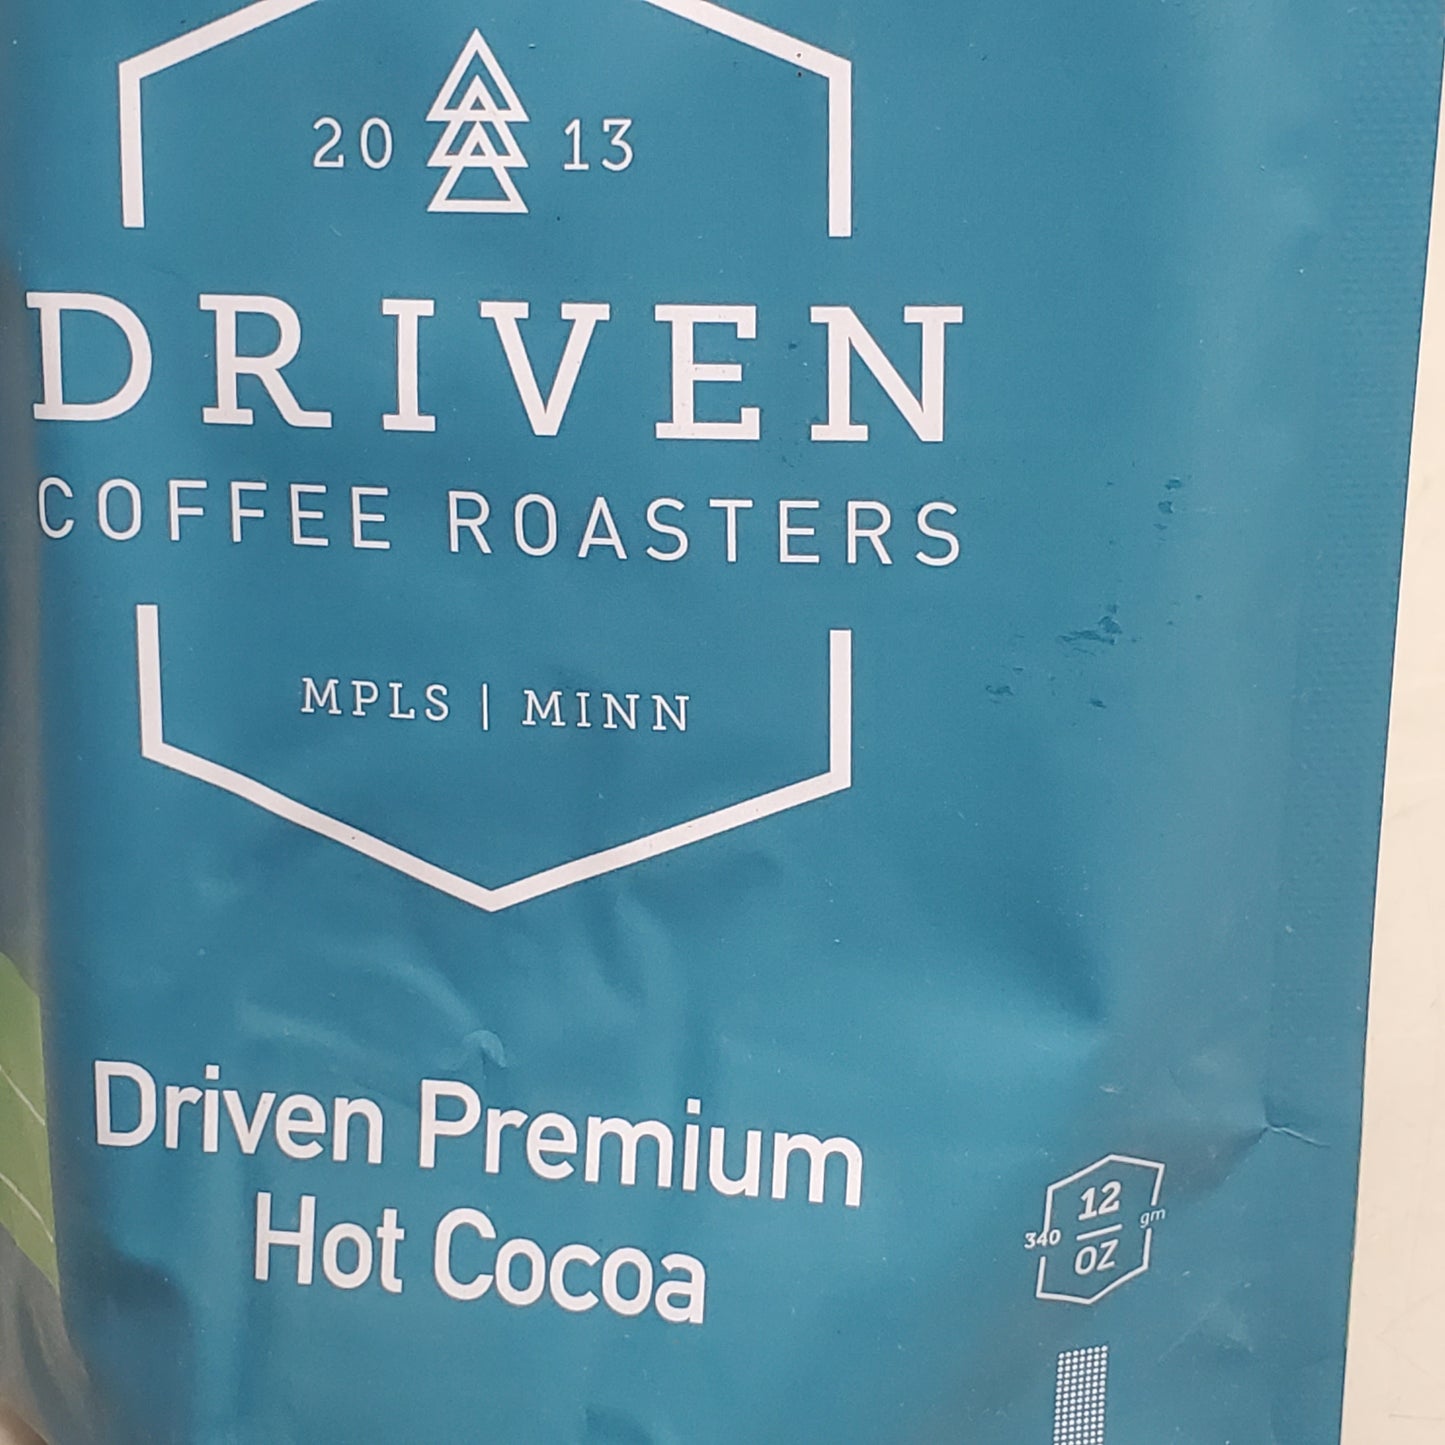 20 13
DRIVEN
COFFEE ROASTERS
MPLS | MINN
Driven Premium
Hot Cocoa
12
340 gm
OZ